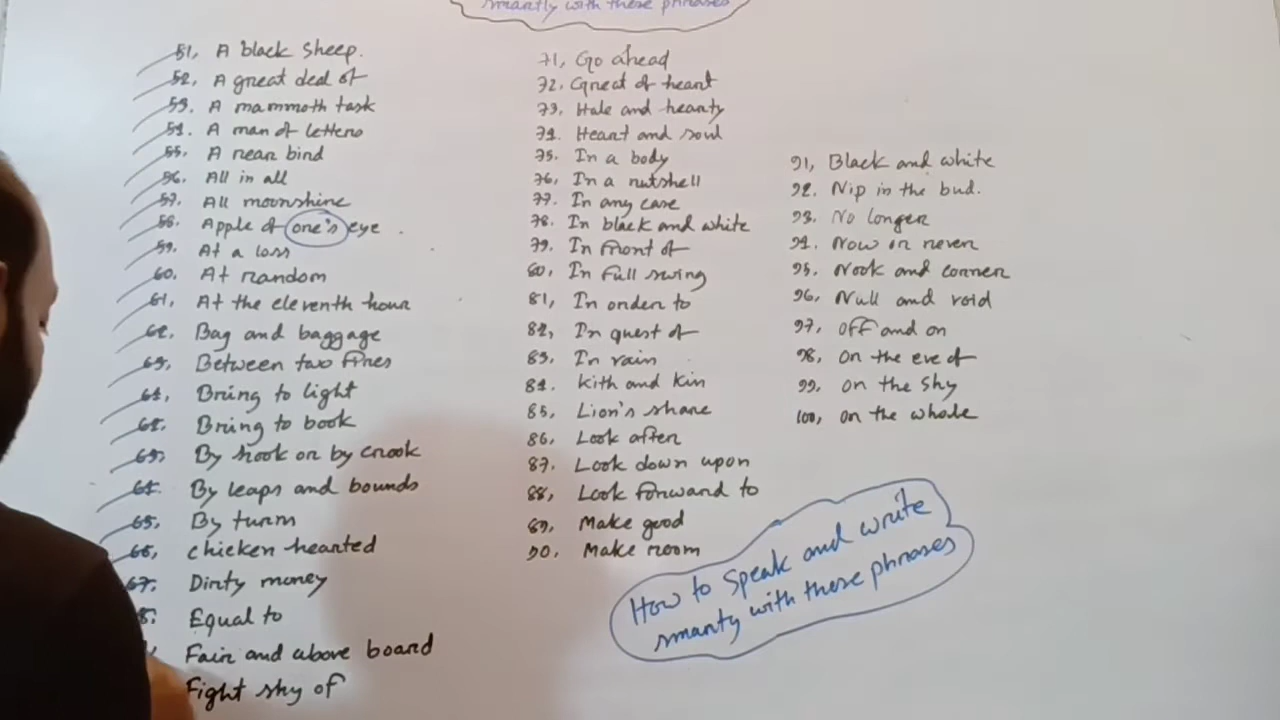 smartly with these phrases
51, A black sheep.
52. A great deal of
53. A mammoth task
54. A man of letters
55. A rear bird
56. All in all
57. All moonshine
58. Apple of one's eye.
59. At a loss
60. At random
61, At the eleventh hour
62. Bag and baggage
63. Between two fires
64, Bring to light
62. Bring to book
63. By hook or by crook
64. By leaps and bounds
65, By turm
66, chicken hearted
67. Dirty money
8. Equal to
Fair and above board
Fight shy of
71, Go ahead
72. Great of heart
73. Hale and hearty
74. Heart and soul
75. In a body
76, In a nutshell
77. In any case
78. In black and white
79. In front of
80, In full swing
81, In order to
82, In quest of
83. In rain
84. Kith and kin
85, Lion's share
86, Look after
87. Look down upon
88, Look forward to
89, Make good
90, Make room
91, Black and white
92. Nip in the bud.
93. No longer
94. Now or never
95. Nook and corner
96, Null and void
97, off and on
98, on the eve of
99, on the shy
100, on the whole
How to speak and write
smarty with these phrases